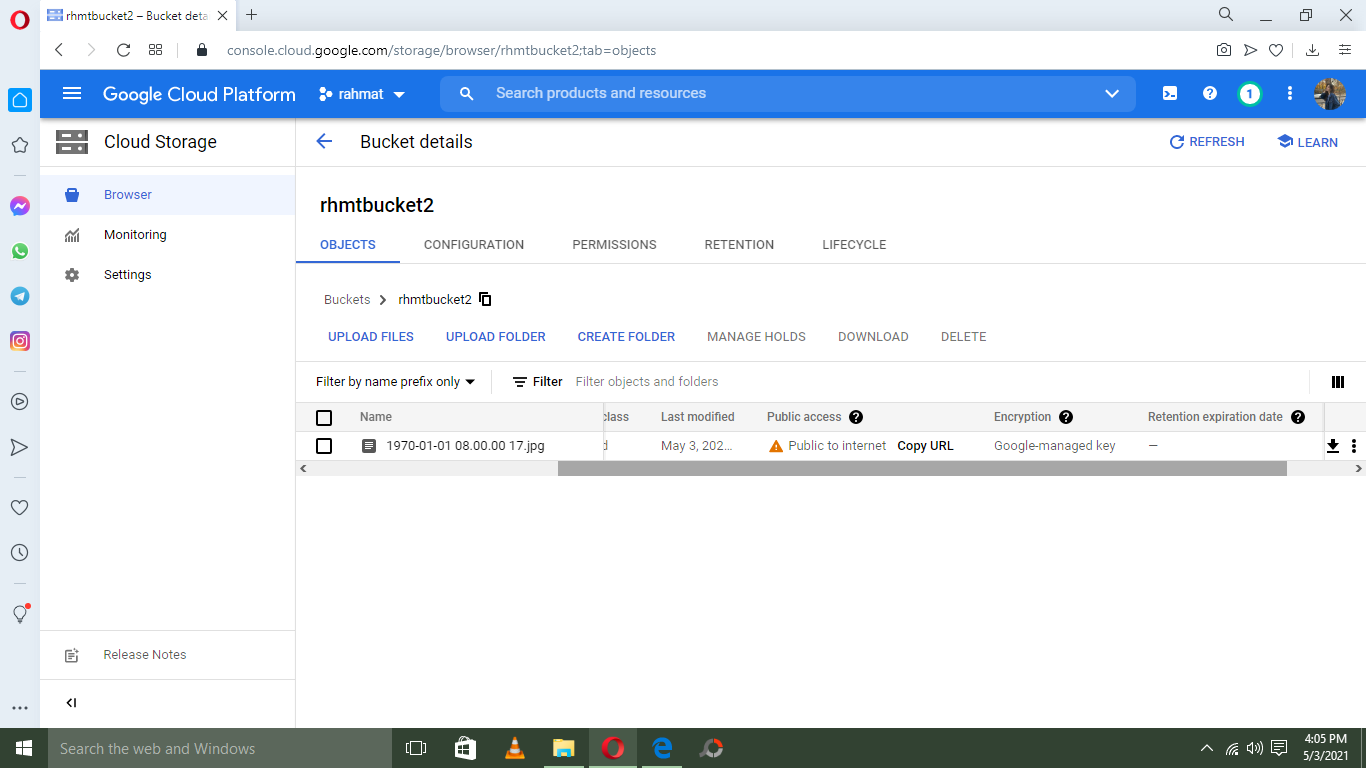 rhmtbucket2 – Bucket deta
console.cloud.google.com/storage/browser/rhmtbucket2;tab=objects
Google Cloud Platform rahmat Search products and resources 1
Cloud Storage Bucket details REFRESH LEARN
Browser
Monitoring
Settings
rhmtbucket2
OBJECTS CONFIGURATION PERMISSIONS RETENTION LIFECYCLE
Buckets rhmtbucket2
UPLOAD FILES UPLOAD FOLDER CREATE FOLDER MANAGE HOLDS DOWNLOAD DELETE
Filter by name prefix only Filter Filter objects and folders
Name class Last modified Public access Encryption Retention expiration date
1970-01-01 08.00.00 17.jpg d May 3, 202... Public to internet Copy URL Google-managed key —
Release Notes
Search the web and Windows
4:05 PM
5/3/2021